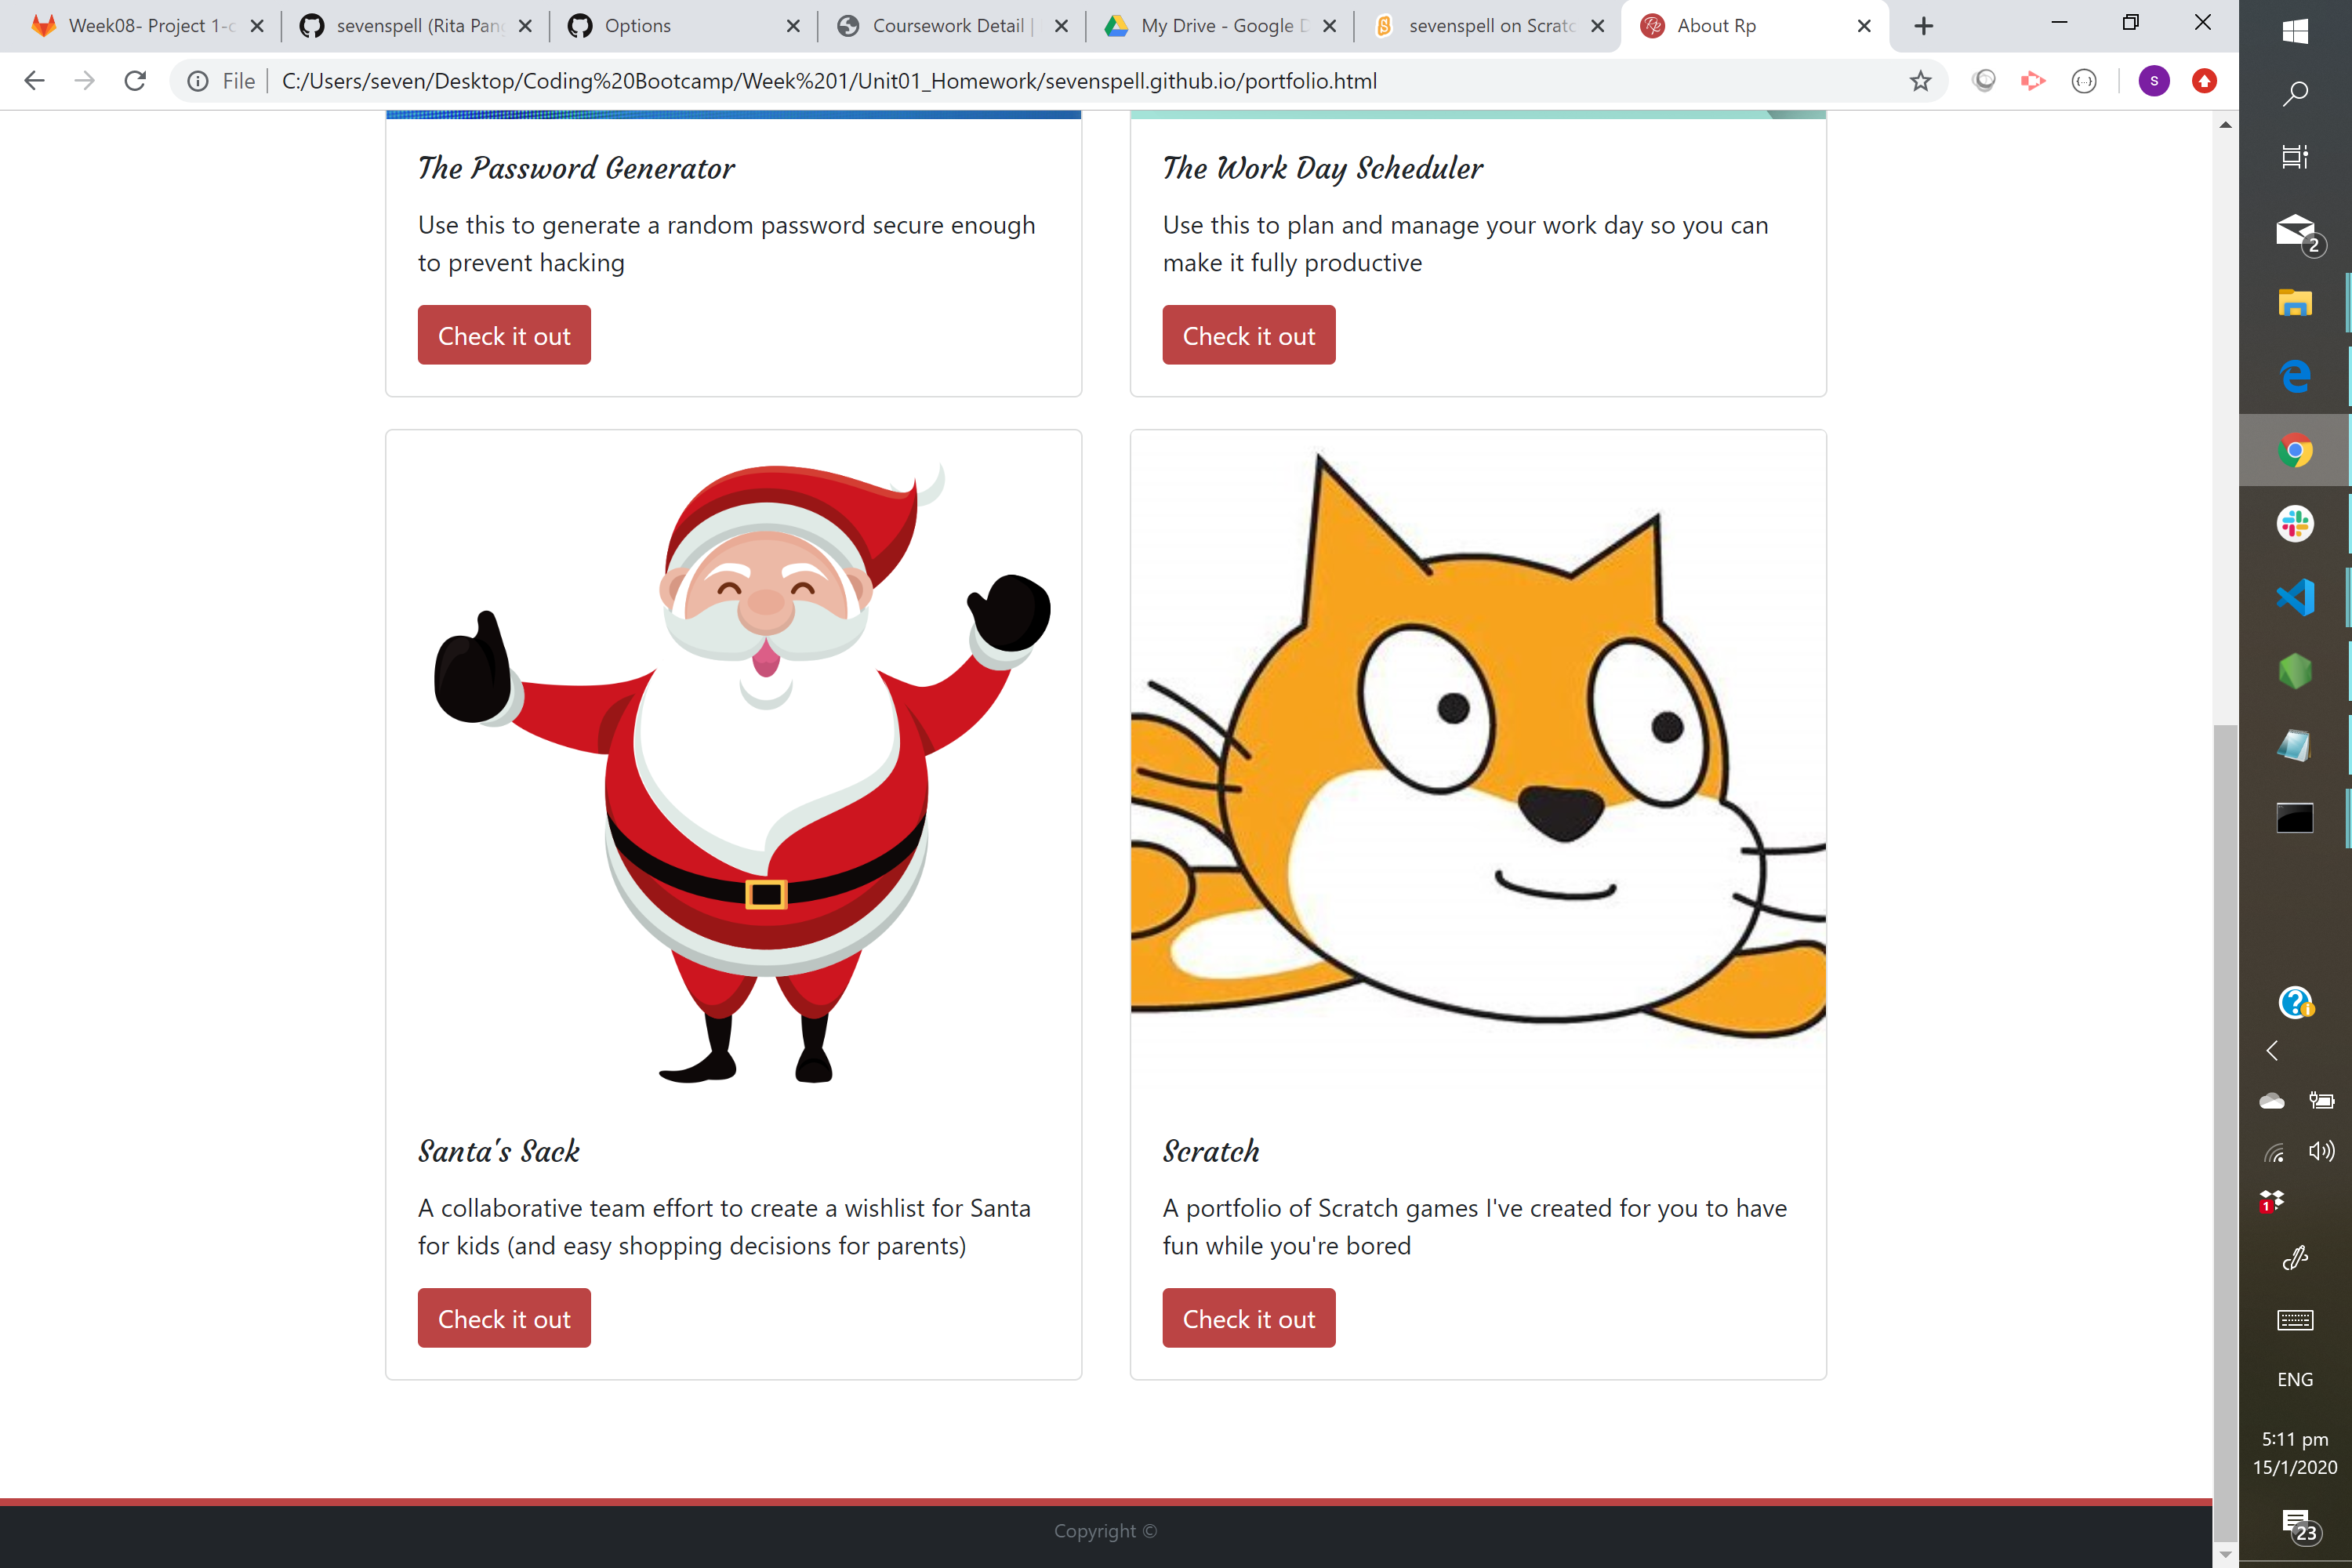 Week08- Project 1-c
sevenspell (Rita Pang
Options
Coursework Detail |
My Drive - Google D
sevenspell on Scratc
Rp About Rp
File
C:/Users/seven/Desktop/Coding%20Bootcamp/Week%201/Unit01_Homework/sevenspell.github.io/portfolio.html
S
The Password Generator
Use this to generate a random password secure enough
to prevent hacking
Check it out
The Work Day Scheduler
Use this to plan and manage your work day so you can
make it fully productive
Check it out
Santa's Sack
A collaborative team effort to create a wishlist for Santa
for kids (and easy shopping decisions for parents)
Check it out
Scratch
A portfolio of Scratch games I've created for you to have
fun while you're bored
Check it out
Copyright ©
2
1
ENG
5:11 pm
15/1/2020
23